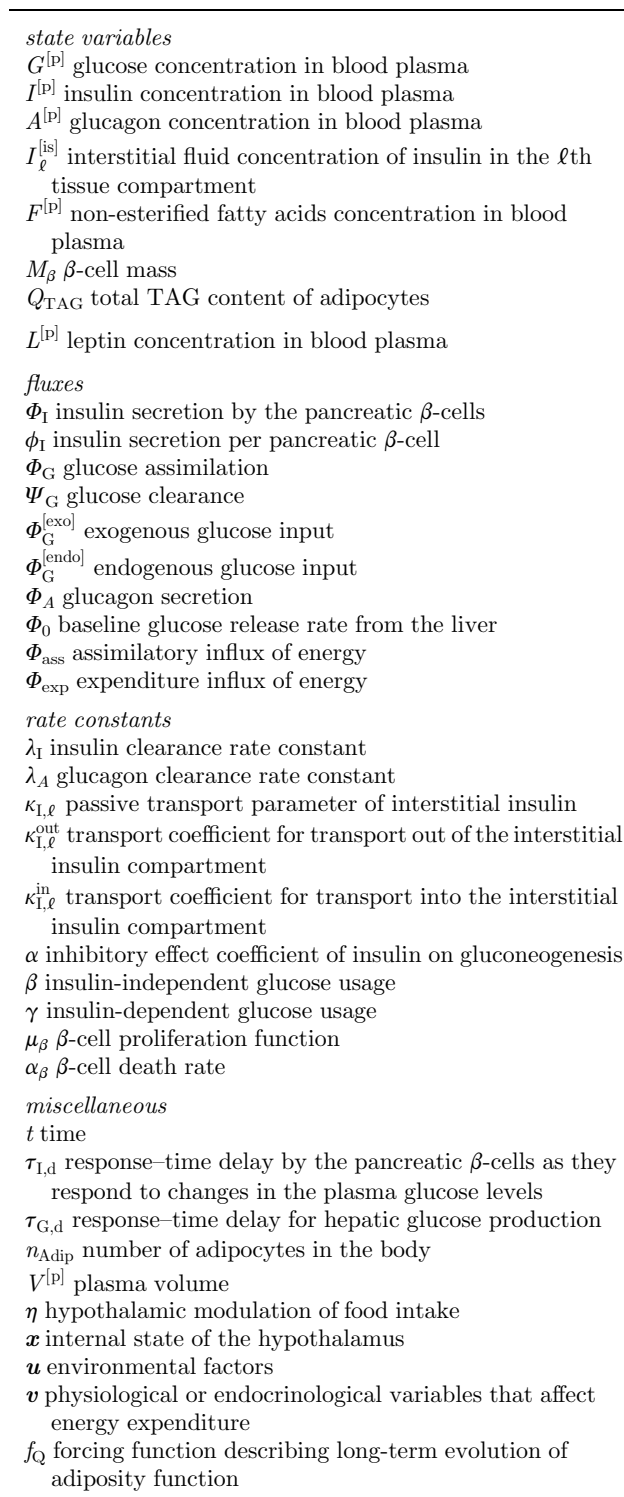 state variables
G^[p] glucose concentration in blood plasma
I^[p] insulin concentration in blood plasma
A^[p] glucagon concentration in blood plasma
I_ℓ^[is] interstitial fluid concentration of insulin in the ℓth
tissue compartment
F^[p] non-esterified fatty acids concentration in blood
plasma
M_β β-cell mass
Q_TAG total TAG content of adipocytes
L^[p] leptin concentration in blood plasma
fluxes
Φ_I insulin secretion by the pancreatic β-cells
ϕ_I insulin secretion per pancreatic β-cell
Φ_G glucose assimilation
Ψ_G glucose clearance
Φ_G^[exo] exogenous glucose input
Φ_G^[endo] endogenous glucose input
Φ_A glucagon secretion
Φ_0 baseline glucose release rate from the liver
Φ_ass assimilatory influx of energy
Φ_exp expenditure influx of energy
rate constants
λ_I insulin clearance rate constant
λ_A glucagon clearance rate constant
κ_I,ℓ passive transport parameter of interstitial insulin
κ_I,ℓ^out transport coefficient for transport out of the interstitial
insulin compartment
κ_I,ℓ^in transport coefficient for transport into the interstitial
insulin compartment
α inhibitory effect coefficient of insulin on gluconeogenesis
β insulin-independent glucose usage
γ insulin-dependent glucose usage
μ_β β-cell proliferation function
α_β β-cell death rate
miscellaneous
t time
τ_I,d response–time delay by the pancreatic β-cells as they
respond to changes in the plasma glucose levels
τ_G,d response–time delay for hepatic glucose production
n_Adip number of adipocytes in the body
V^[p] plasma volume
η hypothalamic modulation of food intake
x internal state of the hypothalamus
u environmental factors
v physiological or endocrinological variables that affect
energy expenditure
f_Q forcing function describing long-term evolution of
adiposity function